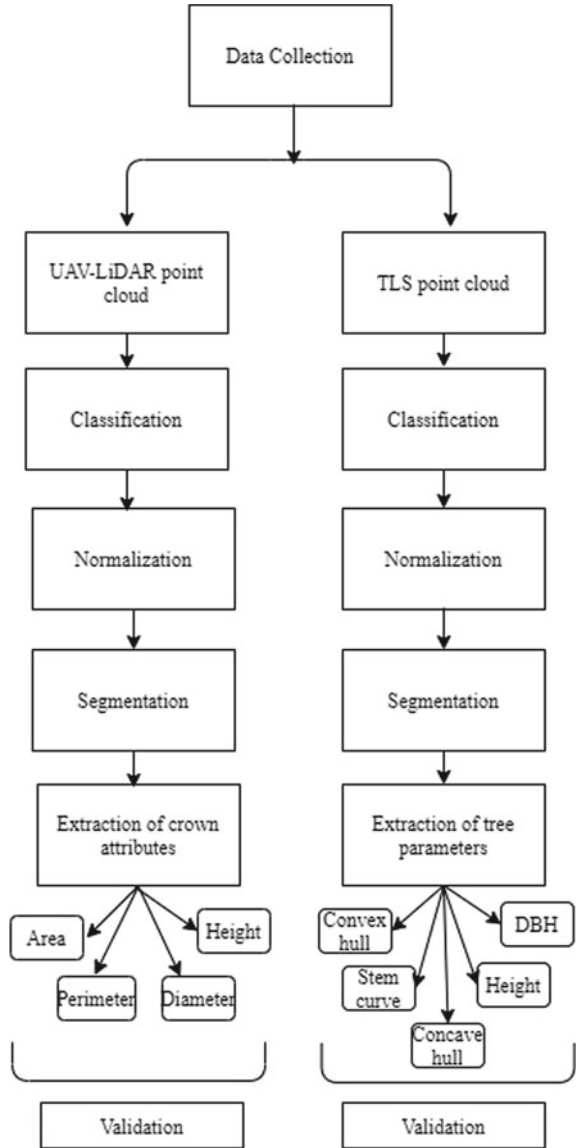 Data Collection
UAV-LiDAR point
cloud
TLS point cloud
Classification
Classification
Normalization
Normalization
Segmentation
Segmentation
Extraction of crown
attributes
Extraction of tree
parameters
Area
Perimeter
Diameter
Height
Convex
hull
Stem
curve
Concave
hull
Height
DBH
Validation
Validation